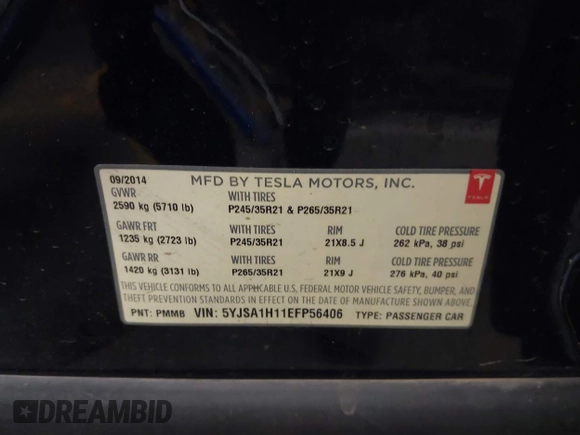 09/2014 MFD BY TESLA MOTORS, INC.
GVWR WITH TIRES
2590 kg (5710 lb) P245/35R21 & P265/35R21
GAWR FRT WITH TIRES RIM COLD TIRE PRESSURE
1235 kg (2723 lb) P245/35R21 21X8.5 J 262 kPa, 38 psi
GAWR RR WITH TIRES RIM COLD TIRE PRESSURE
1420 kg (3131 lb) P265/35R21 21X9 J 276 kPa, 40 psi
THIS VEHICLE CONFORMS TO ALL APPHCABLE U.S. FEDERAL MOTOR VEHICLE SAFETY, BUMPER, AND
THEFT PREVENTION STANDARDS IN EFFECT ON THE DATE OF MANUFACTURE SHOWN ABOVE.
PNT: PMMB VIN: 5YJSA1H11EFP56406 TYPE: PASSENGER CAR
TESLA
DREAMBID